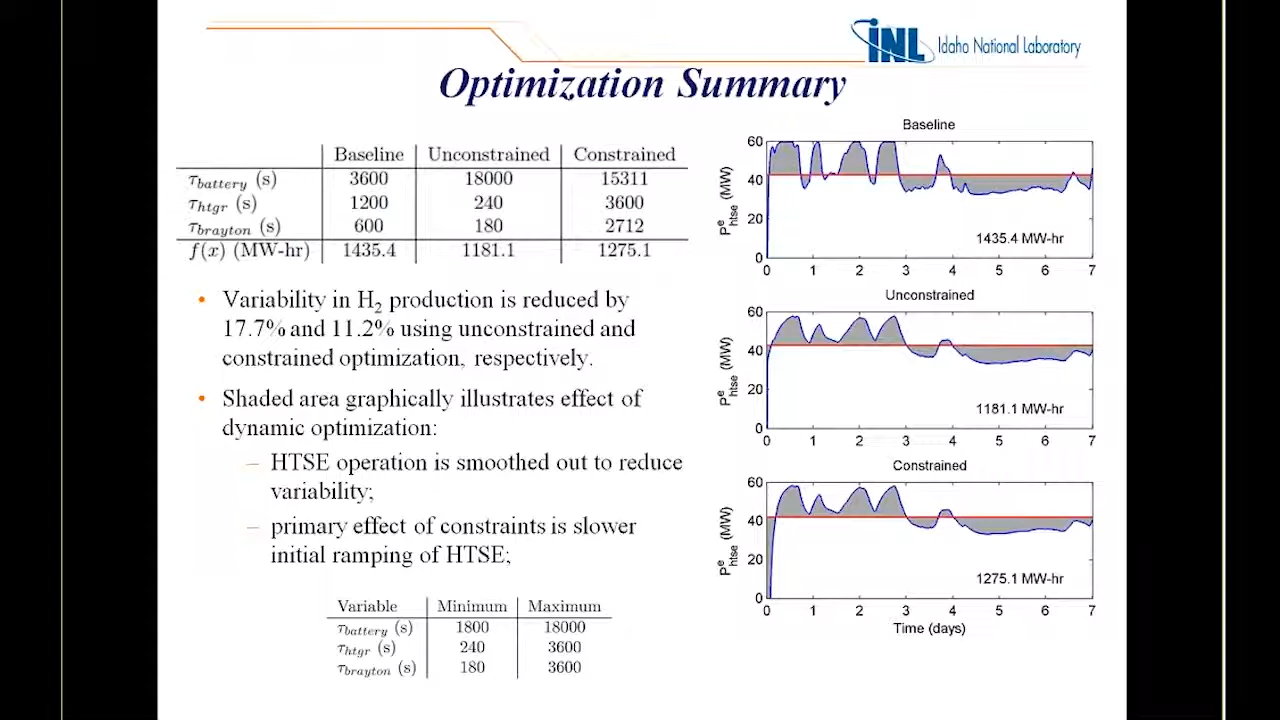 INL Idaho National Laboratory
Optimization Summary
Baseline Unconstrained Constrained
τbattery (s) 3600 18000 15311
τhtgr (s) 1200 240 3600
τbrayton (s) 600 180 2712
f(x) (MW-hr) 1435.4 1181.1 1275.1
• Variability in H2 production is reduced by
17.7% and 11.2% using unconstrained and
constrained optimization, respectively.
• Shaded area graphically illustrates effect of
dynamic optimization:
– HTSE operation is smoothed out to reduce
variability;
– primary effect of constraints is slower
initial ramping of HTSE;
Variable Minimum Maximum
τbattery (s) 1800 18000
τhtgr (s) 240 3600
τbrayton (s) 180 3600
Baseline
P^e_htse (MW)
60
40
20
0
1435.4 MW-hr
0 1 2 3 4 5 6 7
Unconstrained
P^e_htse (MW)
60
40
20
0
1181.1 MW-hr
0 1 2 3 4 5 6 7
Constrained
P^e_htse (MW)
60
40
20
0
1275.1 MW-hr
0 1 2 3 4 5 6 7
Time (days)